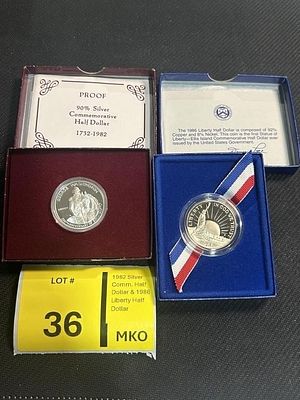 PROOF
90% Silver
Commemorative
Half Dollar
1732-1982
The 1986 Liberty Half Dollar is composed of 92%
Copper and 8% Nickel. This coin is the first Statue of
Liberty-Ellis Island Commemorative Half Dollar ever
issued by the United States Government.
LIBERTY
LOT #
36
1982 Silver
Comm. Half
Dollar & 1986
Liberty Half
Dollar
MKO